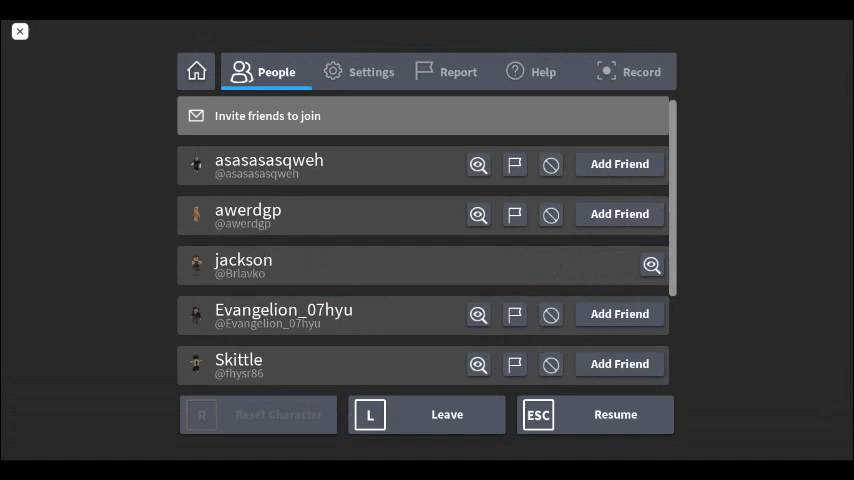 People Settings Report Help Record
Invite friends to join
asasasasqweh
@asasasasqweh
Add Friend
awerdgp
@awerdgp
Add Friend
jackson
@Brlavko
Evangelion_07hyu
@Evangelion_07hyu
Add Friend
Skittle
@fhysr86
Add Friend
R Reset Character
L Leave
ESC Resume